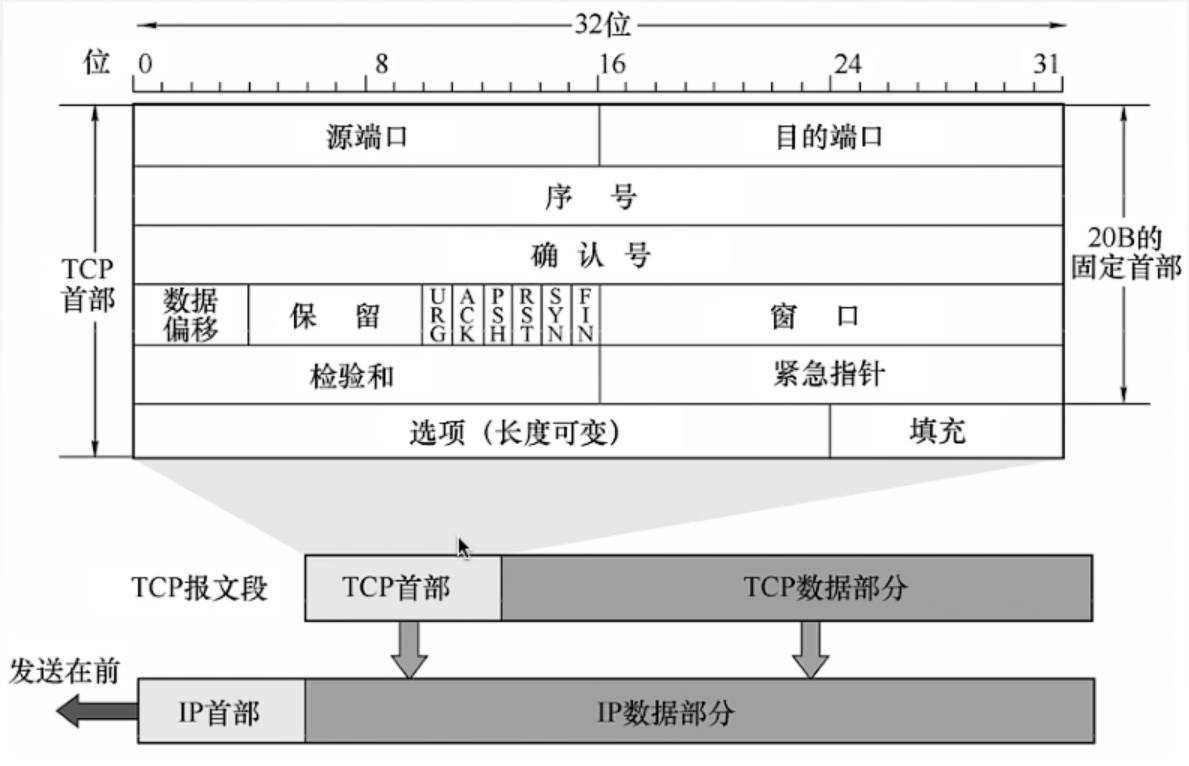 32位
位 0 8 16 24 31
源端口 目的端口
序 号
确 认 号
TCP
首部
20B的
固定首部
数据
偏移
保 留
URG
ACK
PSH
RST
SYN
FIN
窗 口
检验和 紧急指针
选项（长度可变） 填充
TCP报文段 TCP首部 TCP数据部分
发送在前
IP首部 IP数据部分